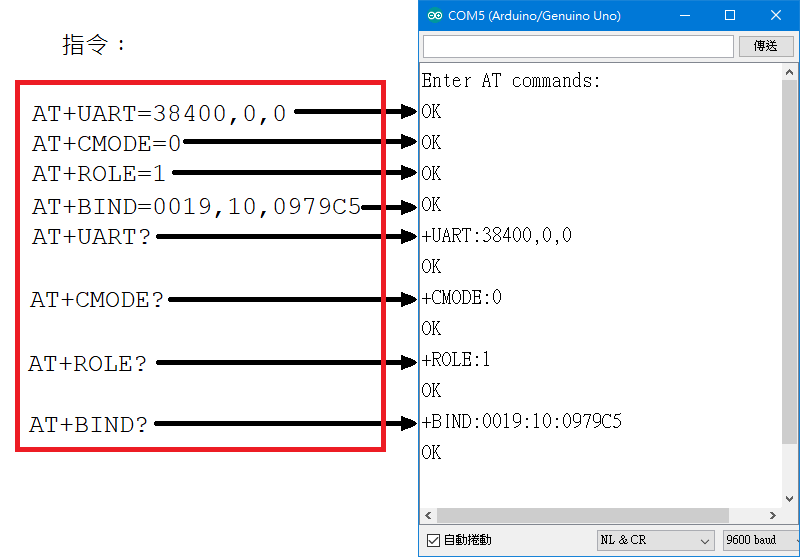 指令：
AT+UART=38400,0,0
AT+CMODE=0
AT+ROLE=1
AT+BIND=0019,10,0979C5
AT+UART?
AT+CMODE?
AT+ROLE?
AT+BIND?
COM5 (Arduino/Genuino Uno)
傳送
Enter AT commands:
OK
OK
OK
OK
+UART:38400,0,0
OK
+CMODE:0
OK
+ROLE:1
OK
+BIND:0019:10:0979C5
OK
自動捲動
NL & CR
9600 baud